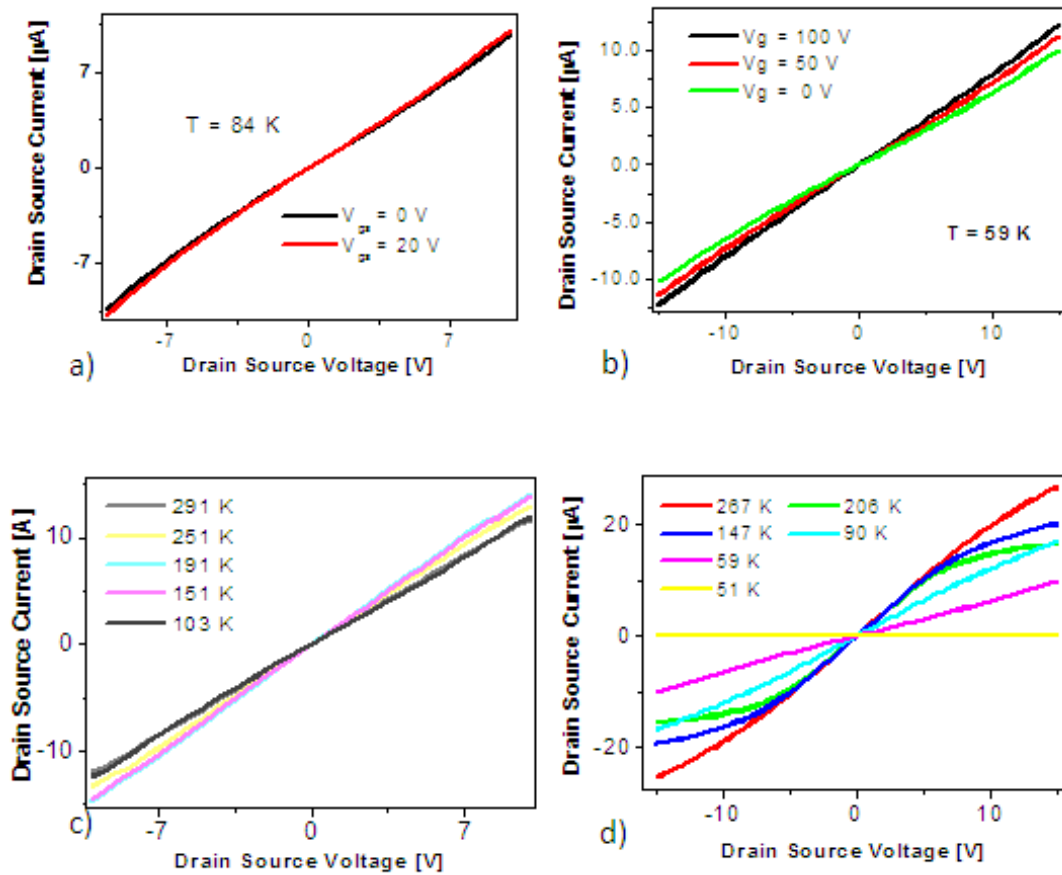 Drain Source Current [µA]
7
0
-7
T = 84 K
V gs = 0 V
V gs = 20 V
-7 0 7
Drain Source Voltage [V]
a)
Drain Source Current [µA]
10.0
5.0
0.0
-5.0
-10.0
Vg = 100 V
Vg = 50 V
Vg = 0 V
T = 59 K
-10 0 10
Drain Source Voltage [V]
b)
Drain Source Current [A]
10
0
-10
291 K
251 K
191 K
151 K
103 K
-7 0 7
Drain Source Voltage [V]
c)
Drain Source Current [µA]
20
0
-20
267 K 206 K
147 K 90 K
59 K
51 K
-10 0 10
Drain Source Voltage [V]
d)